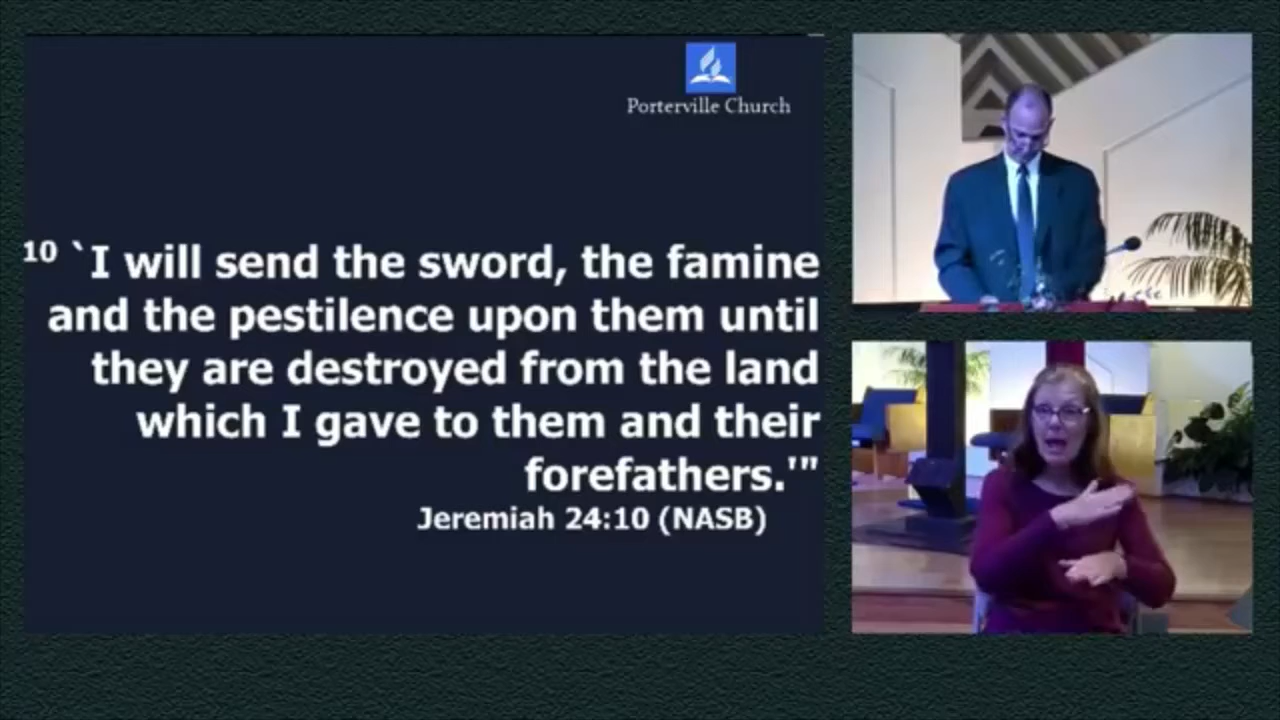 Porterville Church
10 `I will send the sword, the famine
and the pestilence upon them until
they are destroyed from the land
which I gave to them and their
forefathers.'"
Jeremiah 24:10 (NASB)